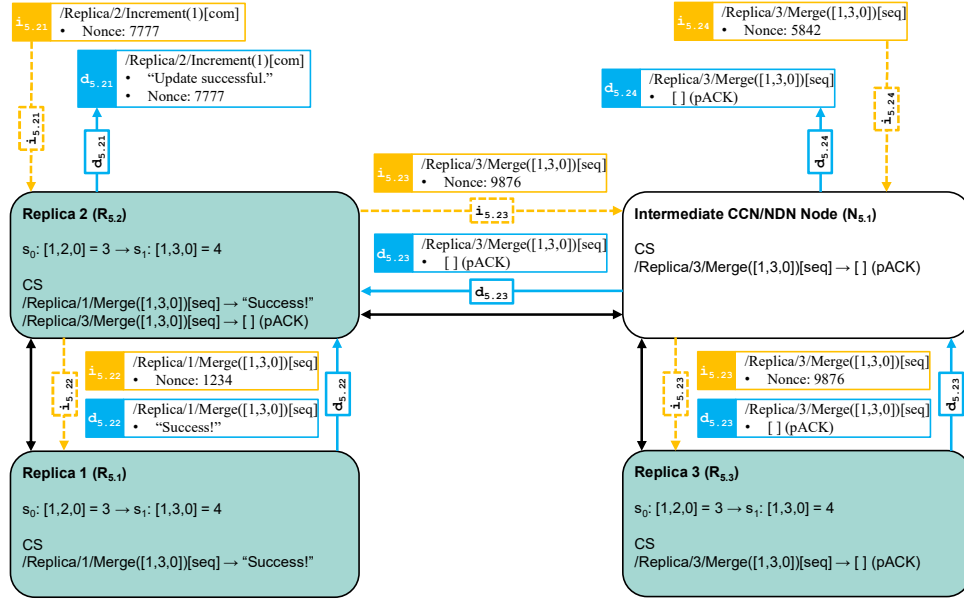 i5.21
/Replica/2/Increment(1)[com]
• Nonce: 7777
d5.21
/Replica/2/Increment(1)[com]
• “Update successful.”
• Nonce: 7777
i5.24
/Replica/3/Merge([1,3,0])[seq]
• Nonce: 5842
d5.24
/Replica/3/Merge([1,3,0])[seq]
• [ ] (pACK)
i5.21
d5.21
d5.24
i5.24
i5.23
/Replica/3/Merge([1,3,0])[seq]
• Nonce: 9876
i5.23
d5.23
/Replica/3/Merge([1,3,0])[seq]
• [ ] (pACK)
d5.23
Replica 2 (R5.2)
s0: [1,2,0] = 3 → s1: [1,3,0] = 4
CS
/Replica/1/Merge([1,3,0])[seq] → “Success!”
/Replica/3/Merge([1,3,0])[seq] → [ ] (pACK)
Intermediate CCN/NDN Node (N5.1)
CS
/Replica/3/Merge([1,3,0])[seq] → [ ] (pACK)
i5.22
i5.22
/Replica/1/Merge([1,3,0])[seq]
• Nonce: 1234
d5.22
/Replica/1/Merge([1,3,0])[seq]
• “Success!”
d5.22
i5.23
i5.23
/Replica/3/Merge([1,3,0])[seq]
• Nonce: 9876
d5.23
/Replica/3/Merge([1,3,0])[seq]
• [ ] (pACK)
d5.23
Replica 1 (R5.1)
s0: [1,2,0] = 3 → s1: [1,3,0] = 4
CS
/Replica/1/Merge([1,3,0])[seq] → “Success!”
Replica 3 (R5.3)
s0: [1,2,0] = 3 → s1: [1,3,0] = 4
CS
/Replica/3/Merge([1,3,0])[seq] → [ ] (pACK)